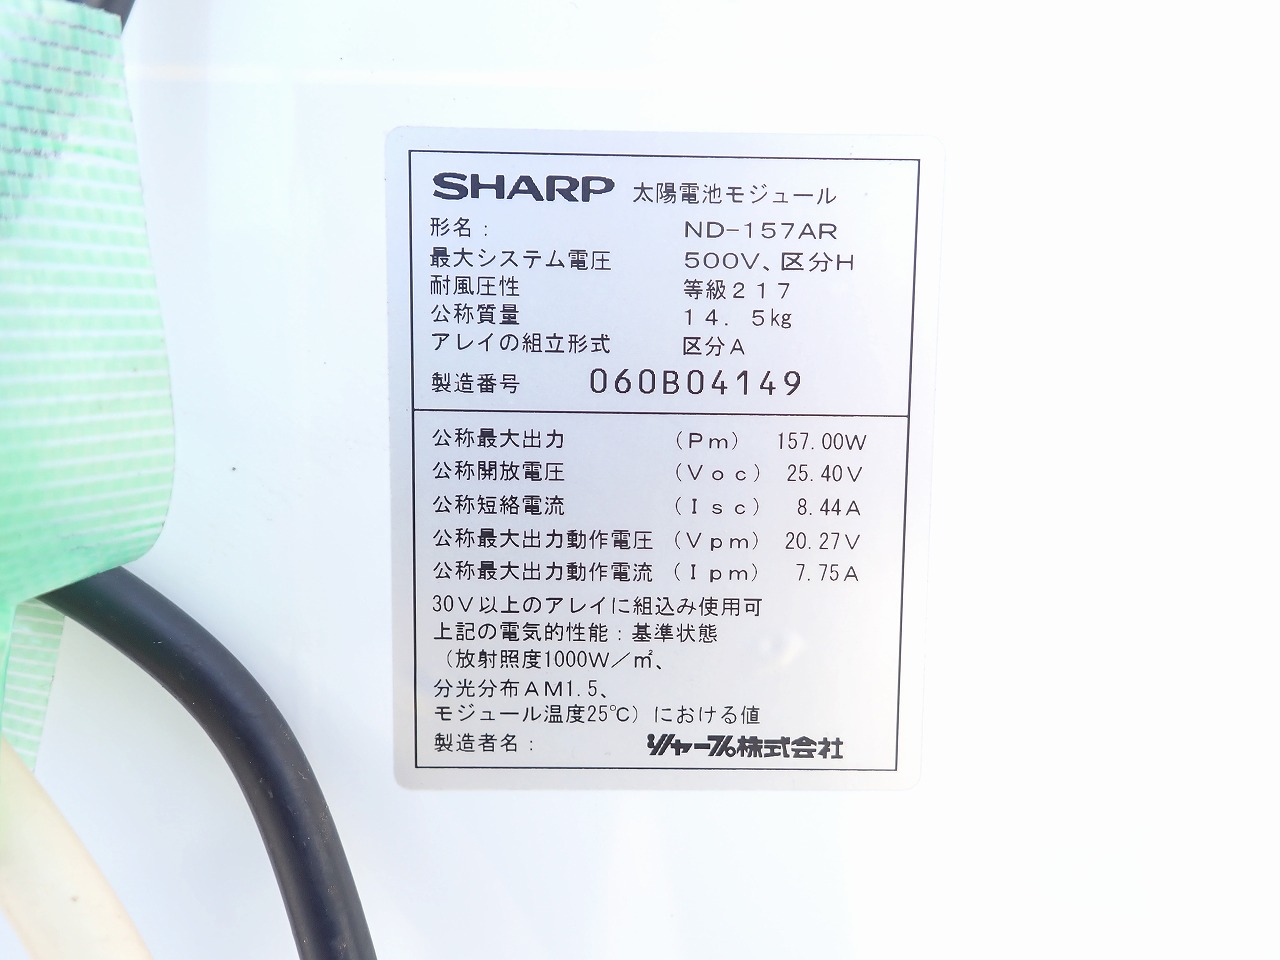 SHARP 太陽電池モジュール
形名： ND-157AR
最大システム電圧 500V、区分H
耐風圧性 等級217
公称質量 14．5kg
アレイの組立形式 区分A
製造番号 060B04149
公称最大出力 （Pm） 157.00W
公称開放電圧 （Voc） 25.40V
公称短絡電流 （Isc） 8.44A
公称最大出力動作電圧 （Vpm） 20.27V
公称最大出力動作電流 （Ipm） 7.75A
30V以上のアレイに組込み使用可
上記の電気的性能：基準状態
（放射照度1000W／㎡、
分光分布AM1.5、
モジュール温度25℃）における値
製造者名： シャープ株式会社